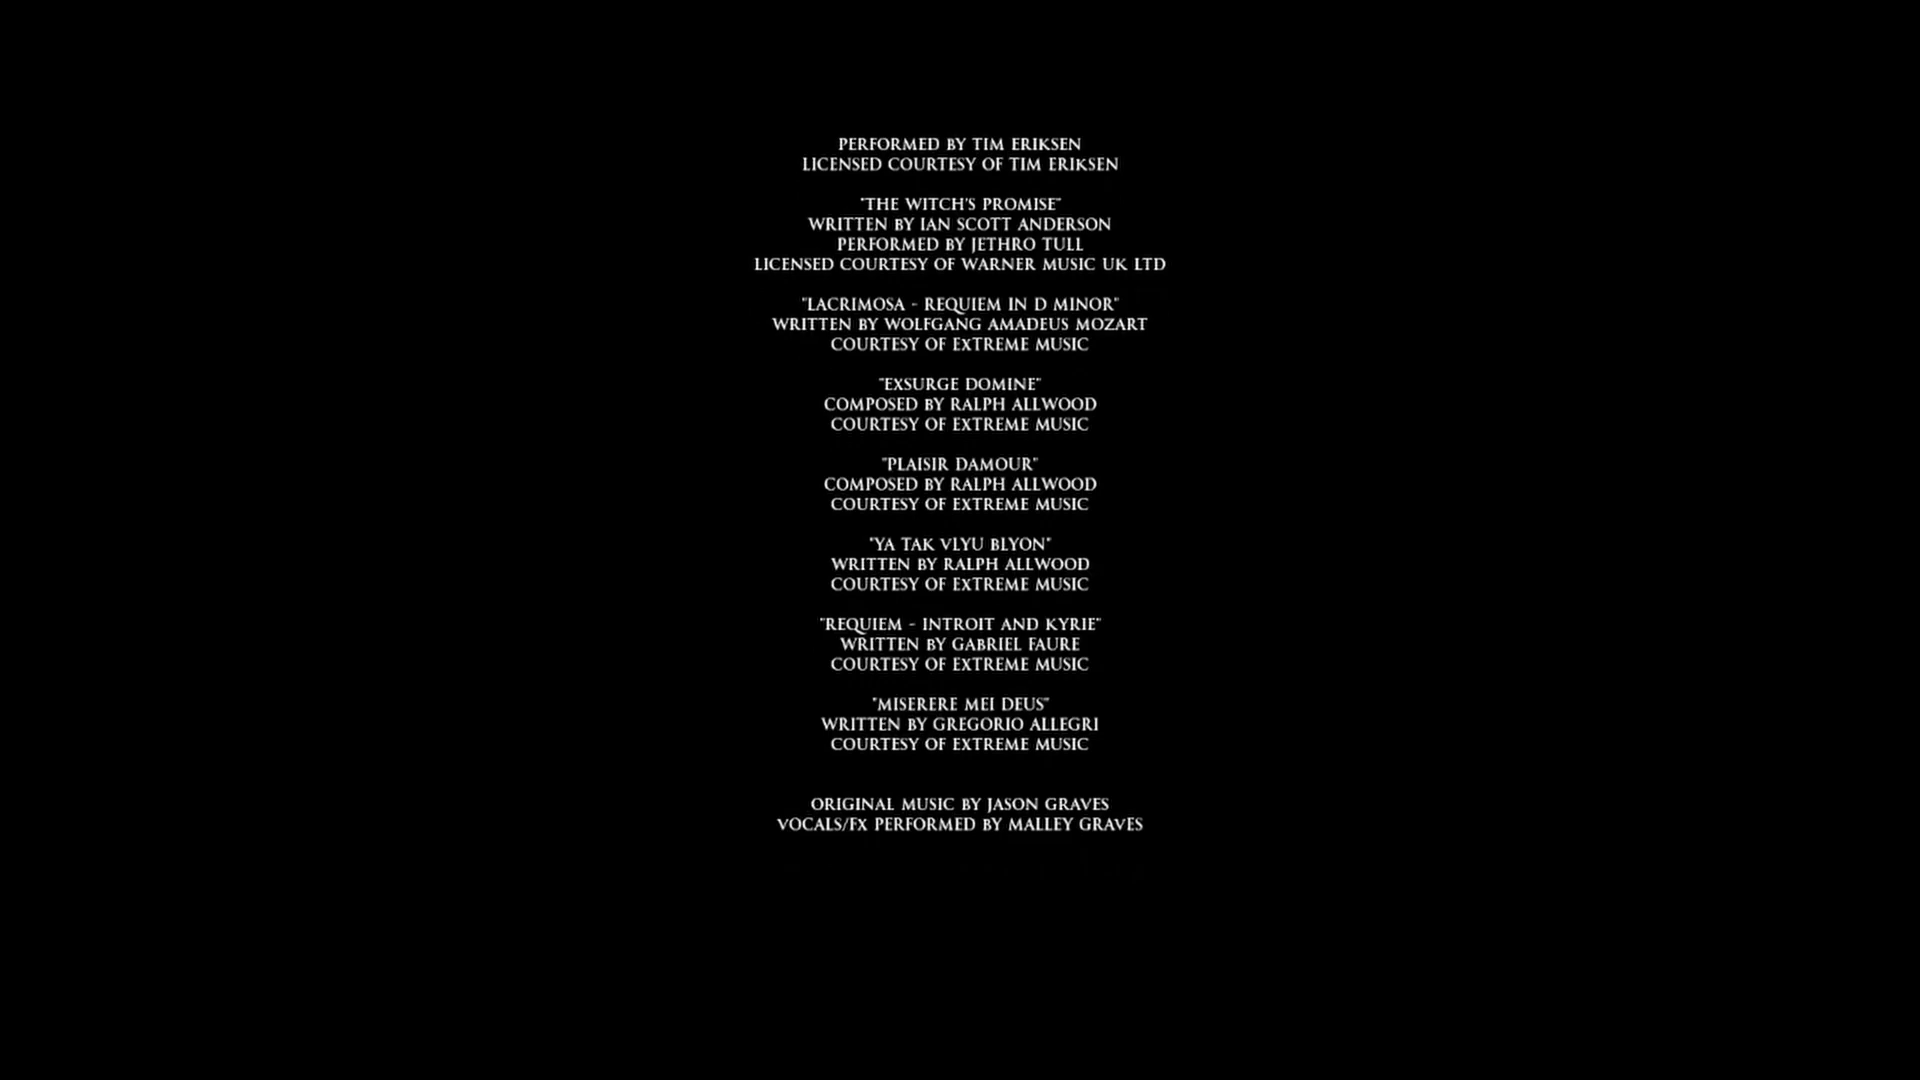 PERFORMED BY TIM ERIKSEN
LICENSED COURTESY OF TIM ERIKSEN
"THE WITCH'S PROMISE"
WRITTEN BY IAN SCOTT ANDERSON
PERFORMED BY JETHRO TULL
LICENSED COURTESY OF WARNER MUSIC UK LTD
"LACRIMOSA - REQUIEM IN D MINOR"
WRITTEN BY WOLFGANG AMADEUS MOZART
COURTESY OF EXTREME MUSIC
"EXSURGE DOMINE"
COMPOSED BY RALPH ALLWOOD
COURTESY OF EXTREME MUSIC
"PLAISIR DAMOUR"
COMPOSED BY RALPH ALLWOOD
COURTESY OF EXTREME MUSIC
"YA TAK VLYU BLYON"
WRITTEN BY RALPH ALLWOOD
COURTESY OF EXTREME MUSIC
"REQUIEM - INTROIT AND KYRIE"
WRITTEN BY GABRIEL FAURE
COURTESY OF EXTREME MUSIC
"MISERERE MEI DEUS"
WRITTEN BY GREGORIO ALLEGRI
COURTESY OF EXTREME MUSIC
ORIGINAL MUSIC BY JASON GRAVES
VOCALS/FX PERFORMED BY MALLEY GRAVES